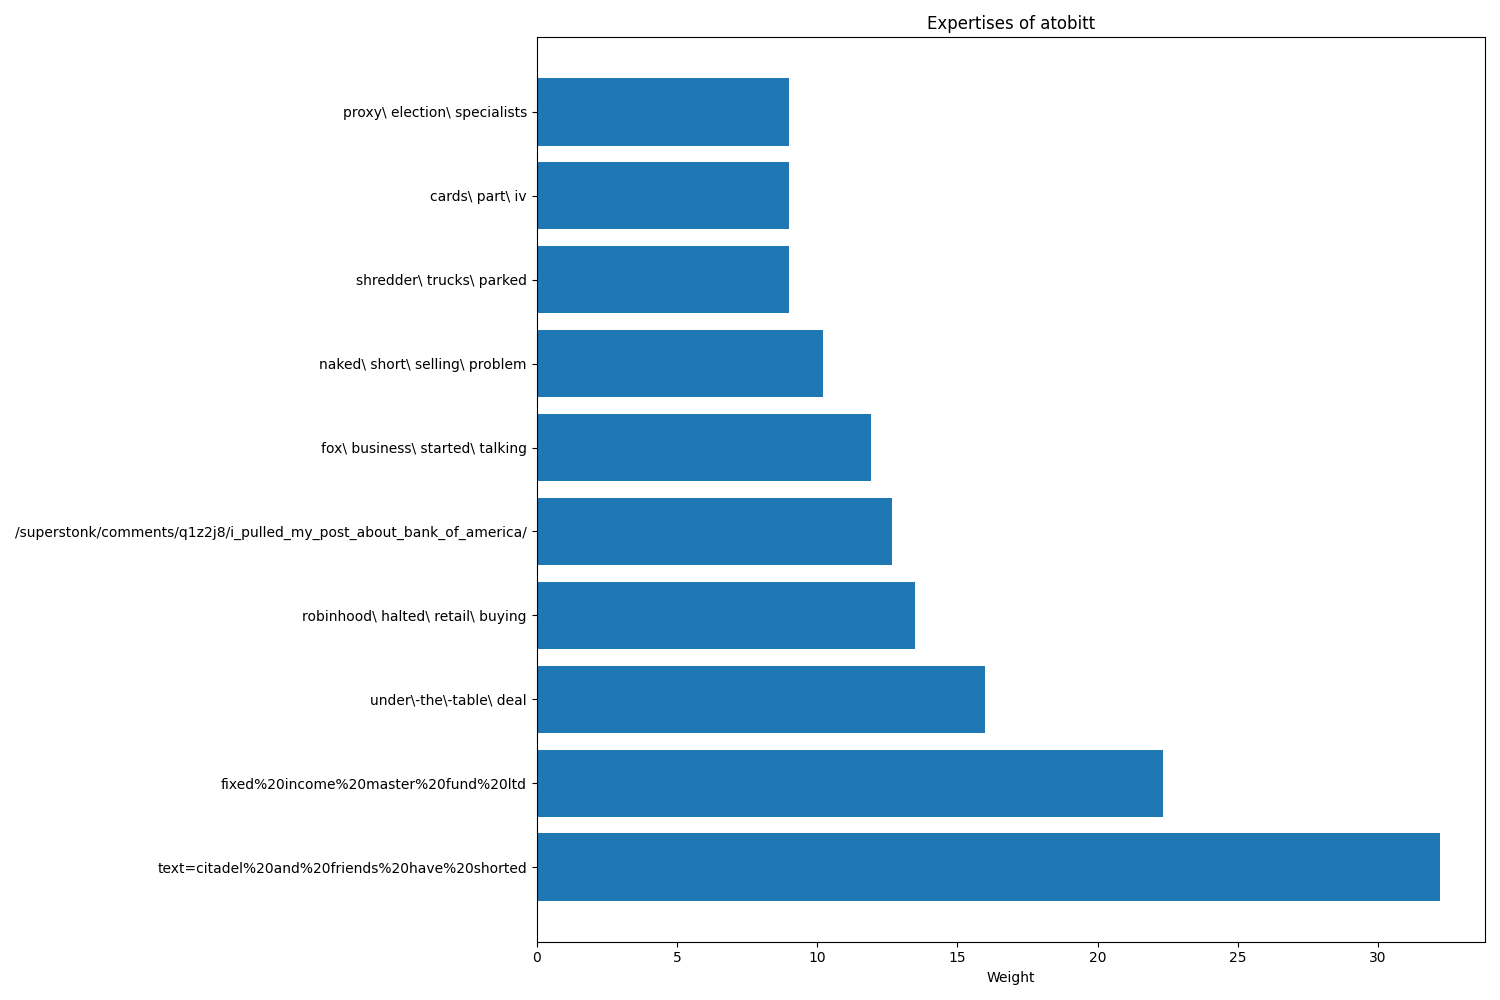 Expertises of atobitt
proxy\ election\ specialists
cards\ part\ iv
shredder\ trucks\ parked
naked\ short\ selling\ problem
fox\ business\ started\ talking
/superstonk/comments/q1z2j8/i_pulled_my_post_about_bank_of_america/
robinhood\ halted\ retail\ buying
under\-the\-table\ deal
fixed%20income%20master%20fund%20ltd
text=citadel%20and%20friends%20have%20shorted
0 5 10 15 20 25 30
Weight